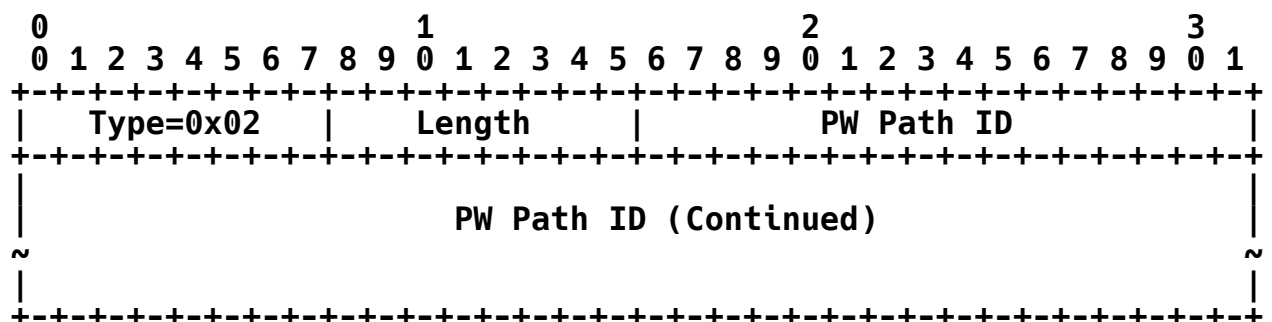 0                   1                   2                   3
 0 1 2 3 4 5 6 7 8 9 0 1 2 3 4 5 6 7 8 9 0 1 2 3 4 5 6 7 8 9 0 1
+-+-+-+-+-+-+-+-+-+-+-+-+-+-+-+-+-+-+-+-+-+-+-+-+-+-+-+-+-+-+-+-+
|   Type=0x02   |    Length     |         PW Path ID            |
+-+-+-+-+-+-+-+-+-+-+-+-+-+-+-+-+-+-+-+-+-+-+-+-+-+-+-+-+-+-+-+-+
|                                                               |
|                      PW Path ID (Continued)                   |
~                                                               ~
|                                                               |
+-+-+-+-+-+-+-+-+-+-+-+-+-+-+-+-+-+-+-+-+-+-+-+-+-+-+-+-+-+-+-+-+